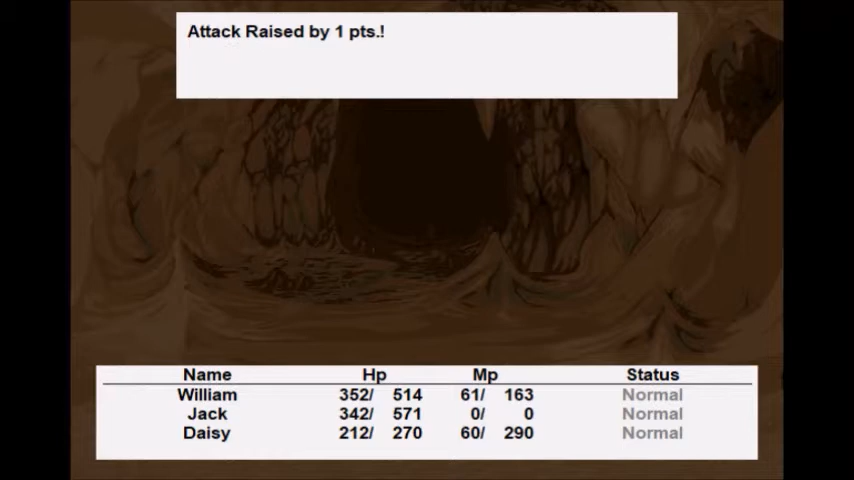 Attack Raised by 1 pts.!
Name Hp Mp Status
William 352/ 514 61/ 163 Normal
Jack 342/ 571 0/ 0 Normal
Daisy 212/ 270 60/ 290 Normal